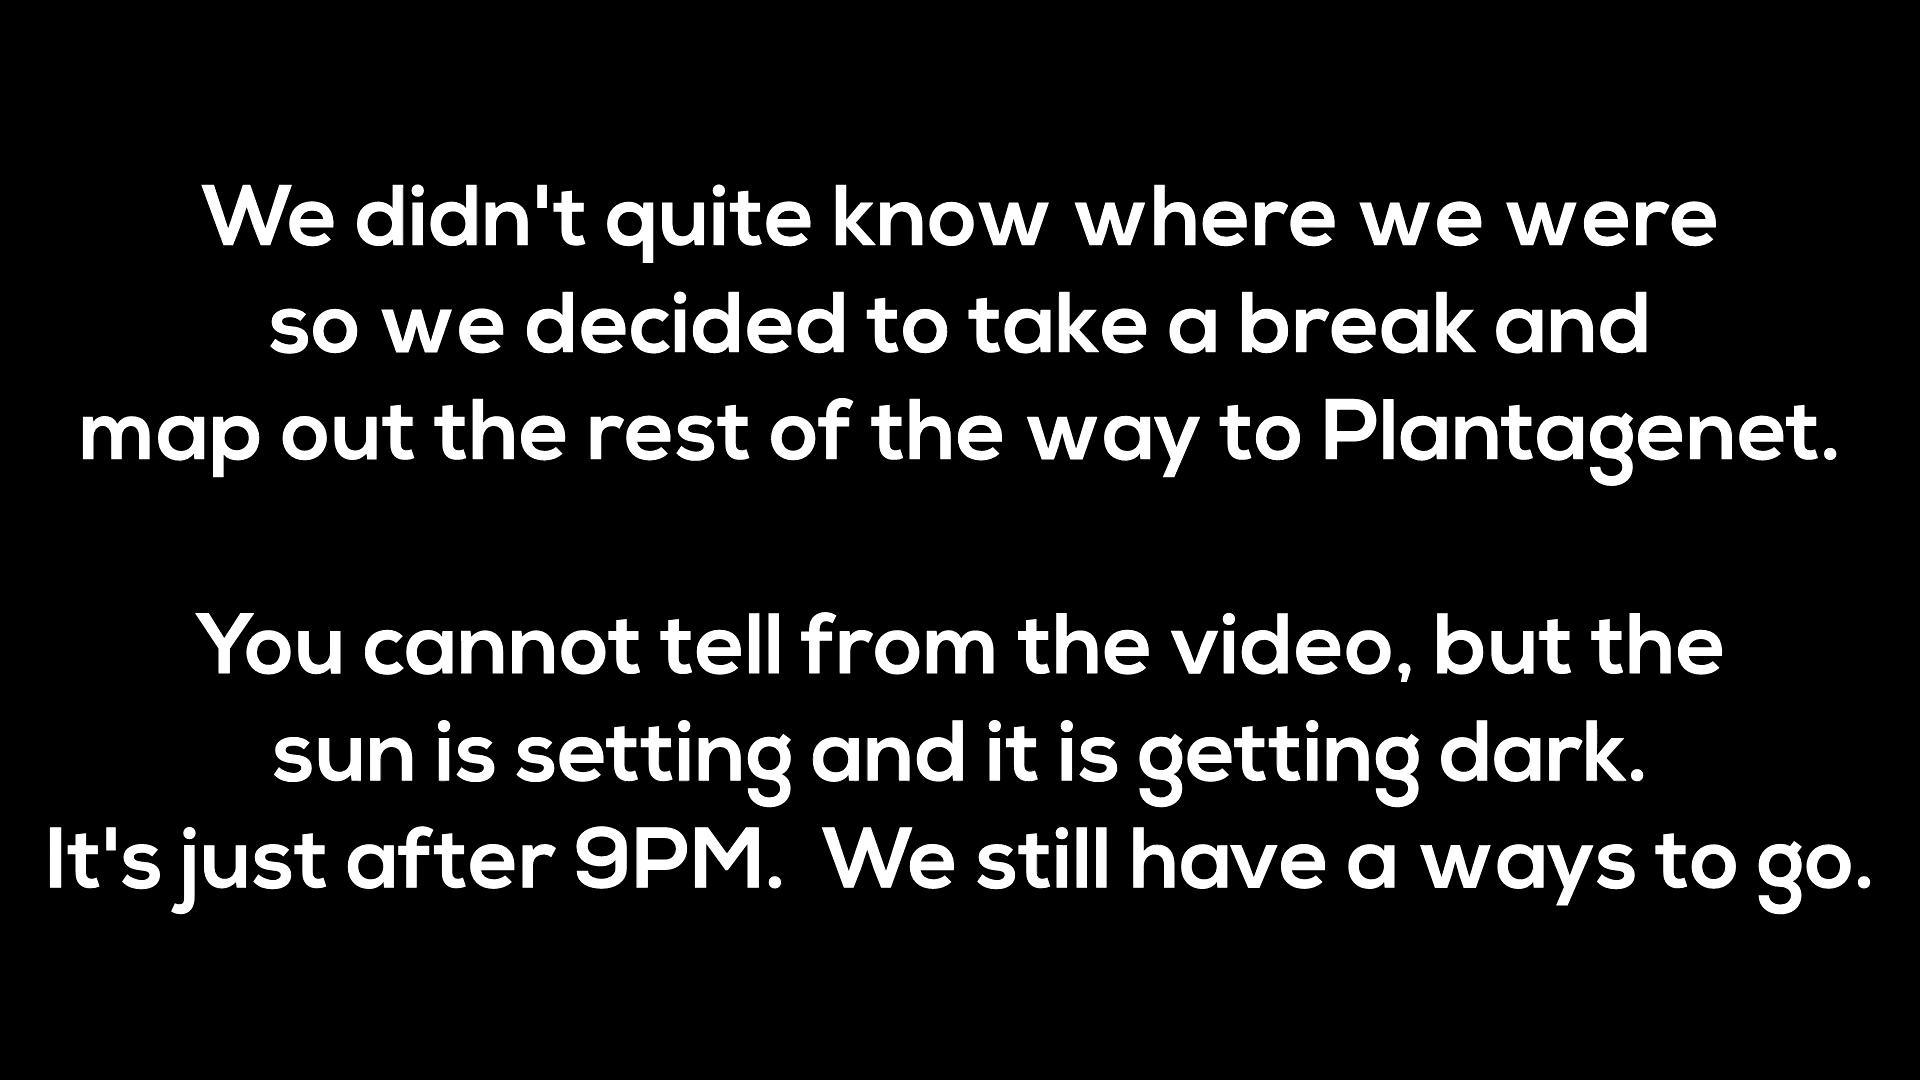 We didn't quite know where we were
so we decided to take a break and
map out the rest of the way to Plantagenet.
You cannot tell from the video, but the
sun is setting and it is getting dark.
It's just after 9PM.  We still have a ways to go.